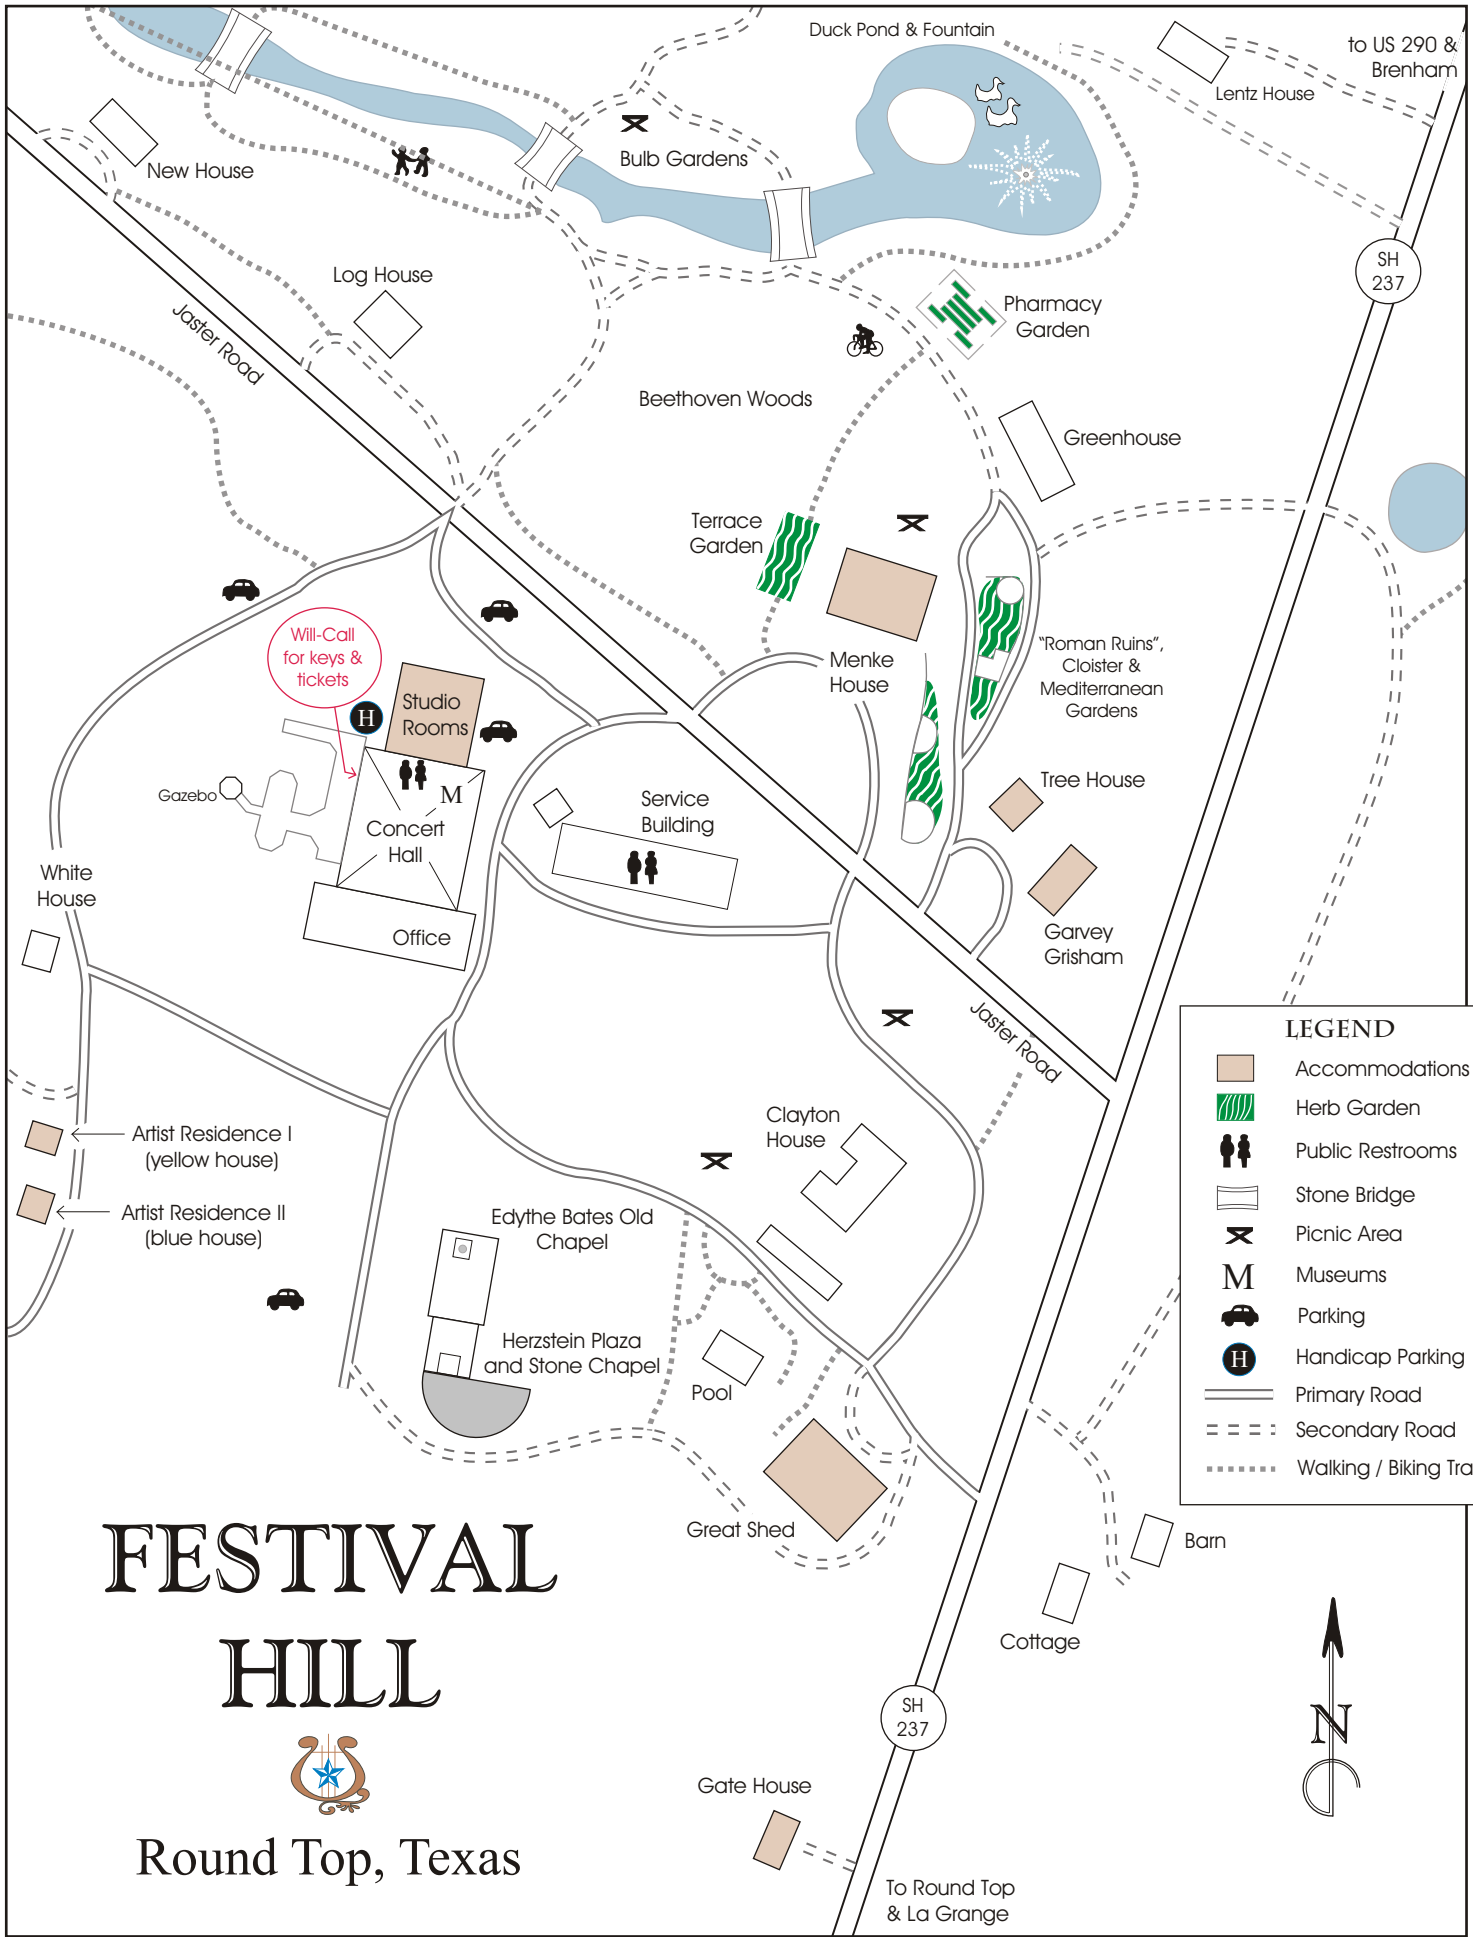 Duck Pond & Fountain
to US 290 &
Brenham
Lentz House
New House
Bulb Gardens
SH
237
Log House
Pharmacy
Garden
Jaster Road
Beethoven Woods
Greenhouse
Terrace
Garden
Will-Call
for keys &
tickets
Menke
House
"Roman Ruins",
Cloister &
Mediterranean
Gardens
Studio
Rooms
H
M
Gazebo
Concert
Hall
Service
Building
Tree House
White
House
Office
Garvey
Grisham
Jaster Road
Clayton
House
Artist Residence I
(yellow house)
Artist Residence II
(blue house)
Edythe Bates Old
Chapel
Herzstein Plaza
and Stone Chapel
Pool
Great Shed
LEGEND
Accommodations
Herb Garden
Public Restrooms
Stone Bridge
Picnic Area
M Museums
Parking
H Handicap Parking
Primary Road
Secondary Road
Walking / Biking Tra
Barn
Cottage
FESTIVAL
HILL
Round Top, Texas
SH
237
N
Gate House
To Round Top
& La Grange